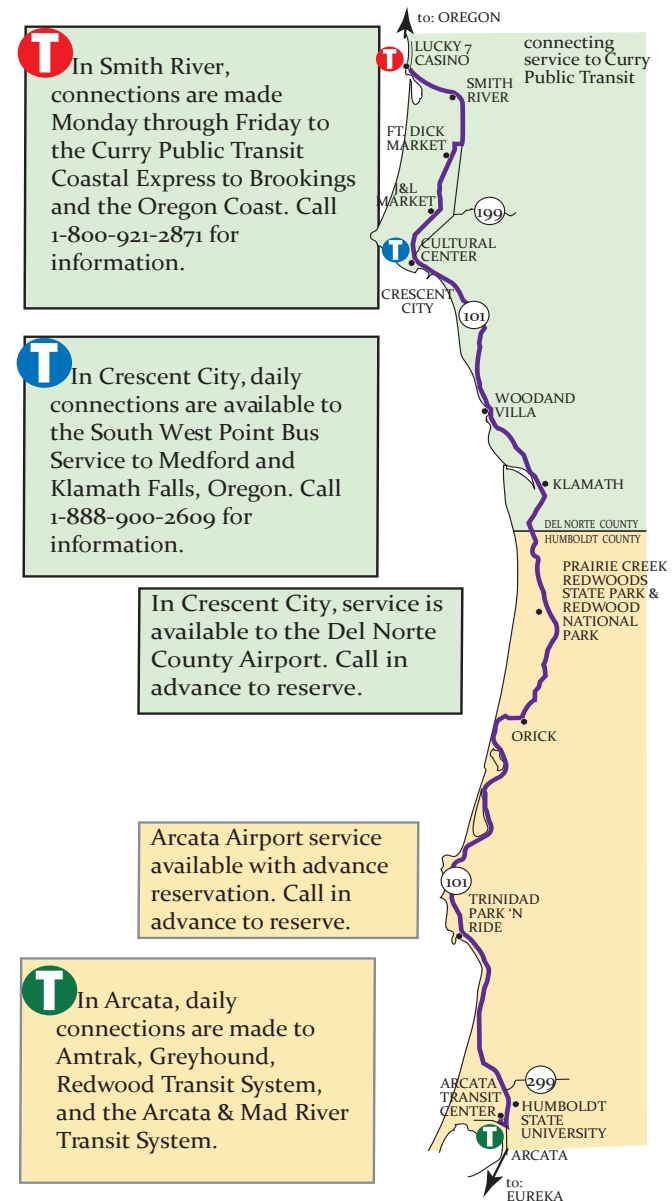 T
In Smith River,
connections are made
Monday through Friday to
the Curry Public Transit
Coastal Express to Brookings
and the Oregon Coast. Call
1-800-921-2871 for
information.
T
In Crescent City, daily
connections are available to
the South West Point Bus
Service to Medford and
Klamath Falls, Oregon. Call
1-888-900-2609 for
information.
In Crescent City, service is
available to the Del Norte
County Airport. Call in
advance to reserve.
Arcata Airport service
available with advance
reservation. Call in
advance to reserve.
T
In Arcata, daily
connections are made to
Amtrak, Greyhound,
Redwood Transit System,
and the Arcata & Mad River
Transit System.
to: OREGON
T
LUCKY 7
CASINO
connecting
service to Curry
Public Transit
SMITH
RIVER
FT. DICK
MARKET
J&L
MARKET
199
T
CULTURAL
CENTER
CRESCENT
CITY
101
WOODAND
VILLA
KLAMATH
DEL NORTE COUNTY
HUMBOLDT COUNTY
PRAIRIE CREEK
REDWOODS
STATE PARK &
REDWOOD
NATIONAL
PARK
ORICK
101
TRINIDAD
PARK 'N
RIDE
299
ARCATA
TRANSIT
CENTER
HUMBOLDT
STATE
UNIVERSITY
T
ARCATA
to:
EUREKA